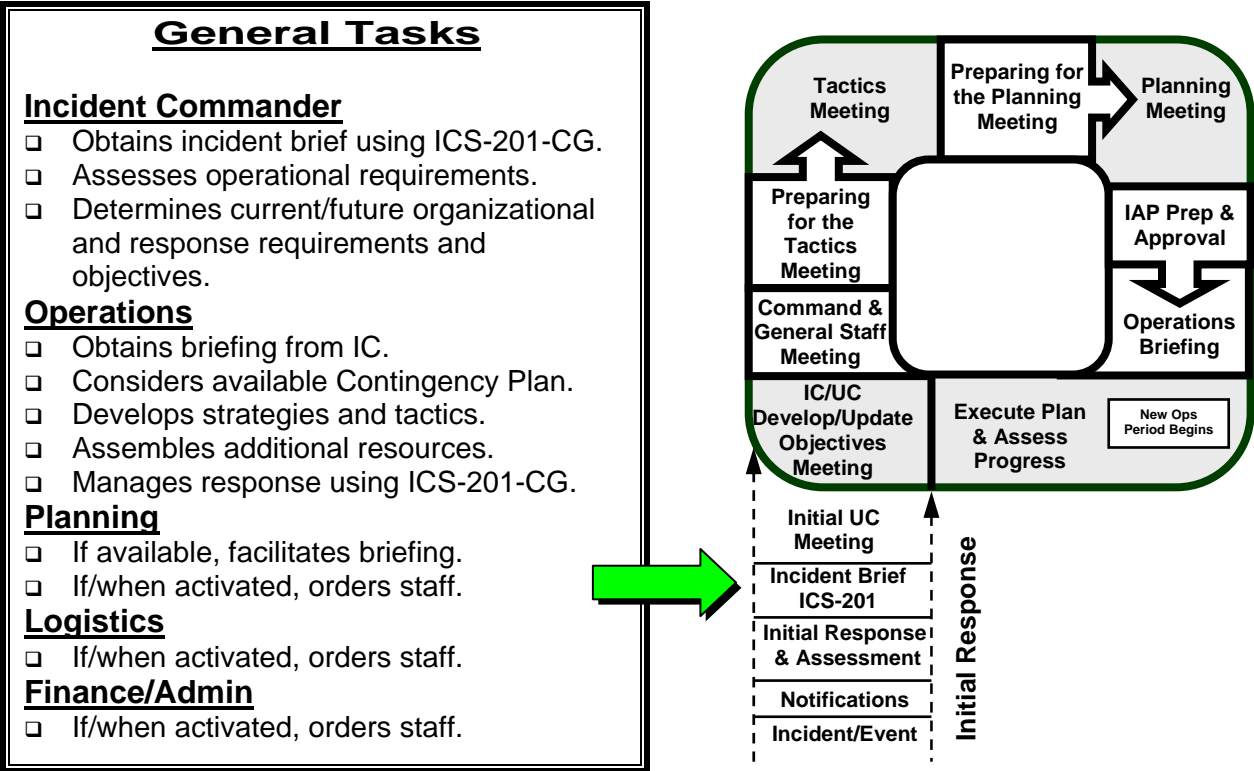 General Tasks
Incident Commander
❑ Obtains incident brief using ICS-201-CG.
❑ Assesses operational requirements.
❑ Determines current/future organizational
and response requirements and
objectives.
Operations
❑ Obtains briefing from IC.
❑ Considers available Contingency Plan.
❑ Develops strategies and tactics.
❑ Assembles additional resources.
❑ Manages response using ICS-201-CG.
Planning
❑ If available, facilitates briefing.
❑ If/when activated, orders staff.
Logistics
❑ If/when activated, orders staff.
Finance/Admin
❑ If/when activated, orders staff.
Tactics
Meeting
Preparing for
the Planning
Meeting
Planning
Meeting
Preparing
for the
Tactics
Meeting
IAP Prep &
Approval
Command &
General Staff
Meeting
Operations
Briefing
IC/UC
Develop/Update
Objectives
Meeting
Execute Plan
& Assess
Progress
New Ops
Period Begins
Initial UC
Meeting
Incident Brief
ICS-201
Initial Response
& Assessment
Notifications
Incident/Event
Initial Response